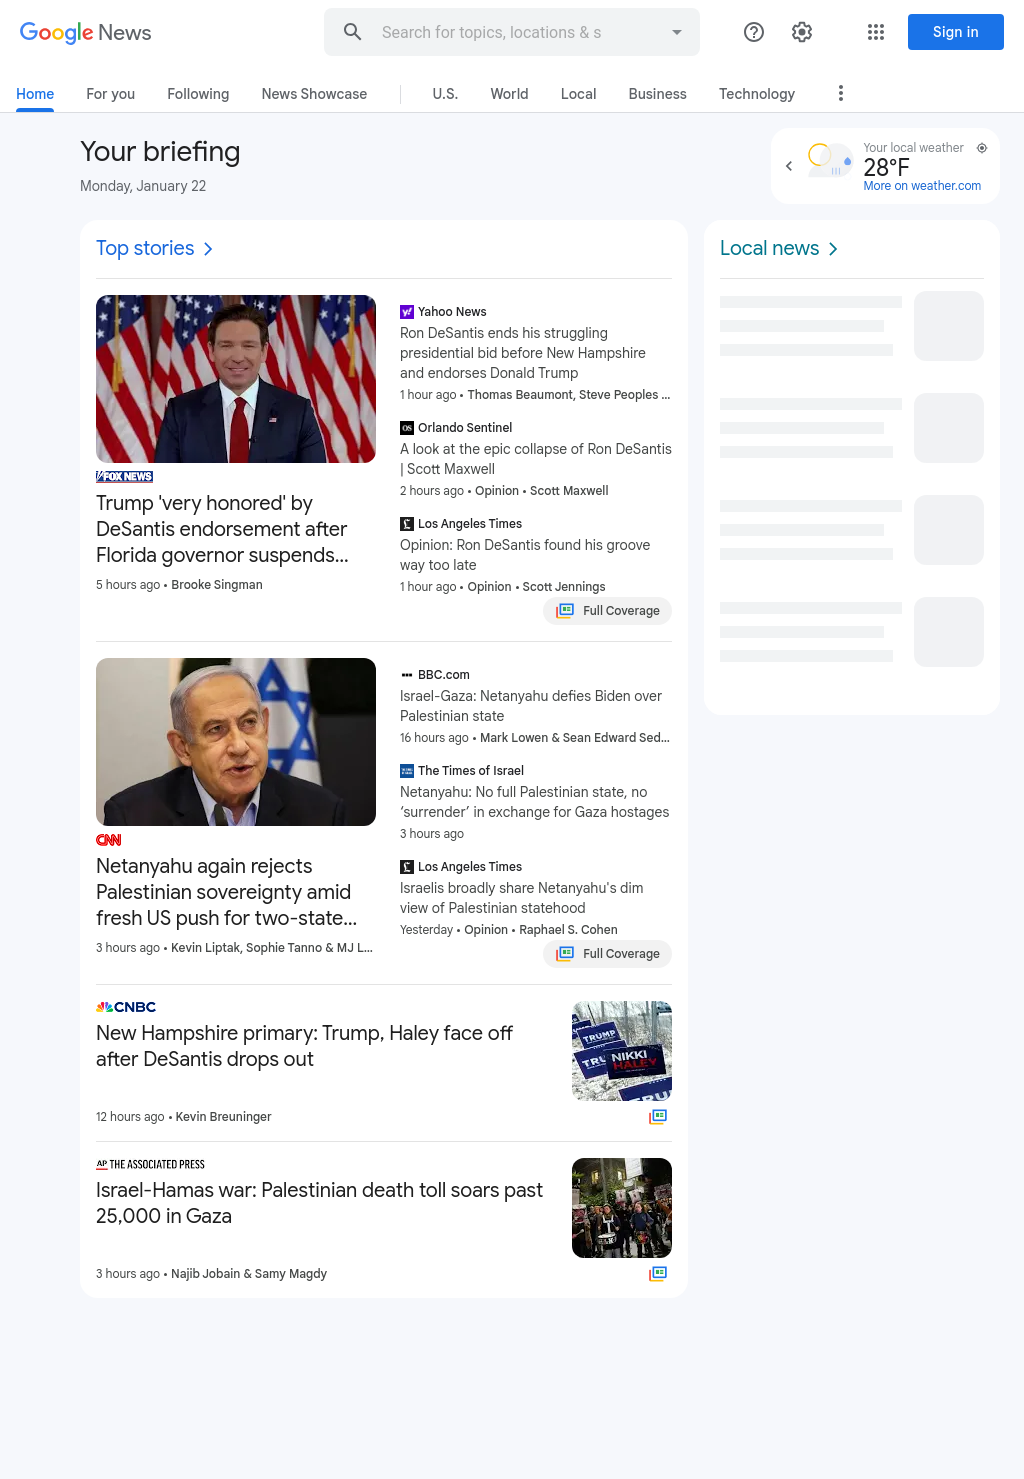 Google News
Search for topics, locations & s
Sign in
Home
For you
Following
News Showcase
U.S.
World
Local
Business
Technology
Your briefing
Monday, January 22
Your local weather
28°F
More on weather.com
Top stories
FOX NEWS
Trump 'very honored' by
DeSantis endorsement after
Florida governor suspends...
5 hours ago • Brooke Singman
Yahoo News
Ron DeSantis ends his struggling
presidential bid before New Hampshire
and endorses Donald Trump
1 hour ago • Thomas Beaumont, Steve Peoples ...
Orlando Sentinel
A look at the epic collapse of Ron DeSantis
| Scott Maxwell
2 hours ago • Opinion • Scott Maxwell
Los Angeles Times
Opinion: Ron DeSantis found his groove
way too late
1 hour ago • Opinion • Scott Jennings
Full Coverage
CNN
Netanyahu again rejects
Palestinian sovereignty amid
fresh US push for two-state...
3 hours ago • Kevin Liptak, Sophie Tanno & MJ L...
BBC.com
Israel-Gaza: Netanyahu defies Biden over
Palestinian state
16 hours ago • Mark Lowen & Sean Edward Sed...
The Times of Israel
Netanyahu: No full Palestinian state, no
‘surrender’ in exchange for Gaza hostages
3 hours ago
Los Angeles Times
Israelis broadly share Netanyahu's dim
view of Palestinian statehood
Yesterday • Opinion • Raphael S. Cohen
Full Coverage
CNBC
New Hampshire primary: Trump, Haley face off
after DeSantis drops out
12 hours ago • Kevin Breuninger
TRUMP
TRU
NIKKI
HALEY
TRU
AP THE ASSOCIATED PRESS
Israel-Hamas war: Palestinian death toll soars past
25,000 in Gaza
3 hours ago • Najib Jobain & Samy Magdy
Local news